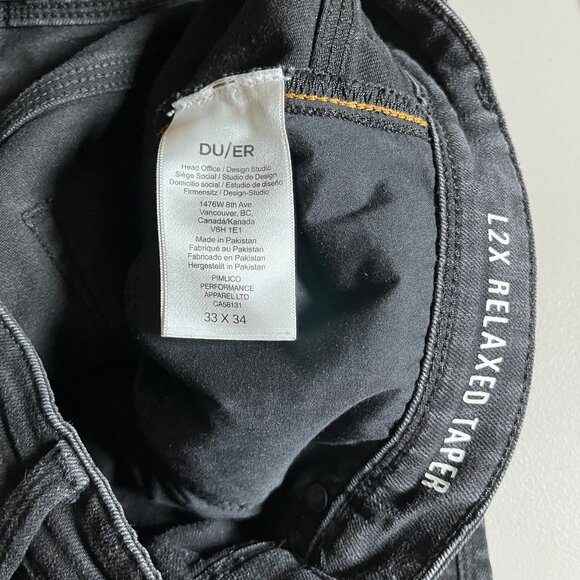 DU/ER
Head Office / Design Studio
Siège Social / Studio de Design
Domicilio social / Estudio de diseño
Firmensitz / Design-Studio
1476W 8th Ave.
Vancouver, BC.
Canadá/Kanada
V6H 1E1
Made in Pakistan
Fabriqué au Pakistan
Fabricado en Pakistan
Hergestellt in Pakistan
PIMLICO
PERFORMANCE
APPAREL LTD
CA58131
33 X 34
L2X RELAXED TAPER